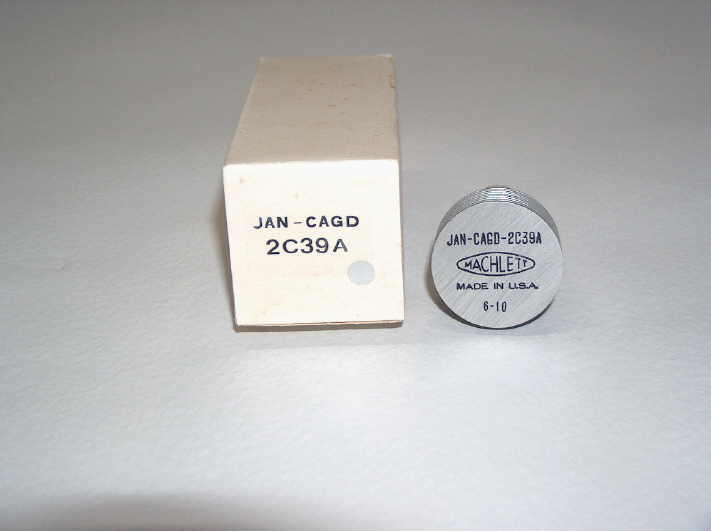 JAN-CAGD
2C39A
JAN-CAGD-2C39A
MACHLETT
MADE IN U.S.A.
6-10